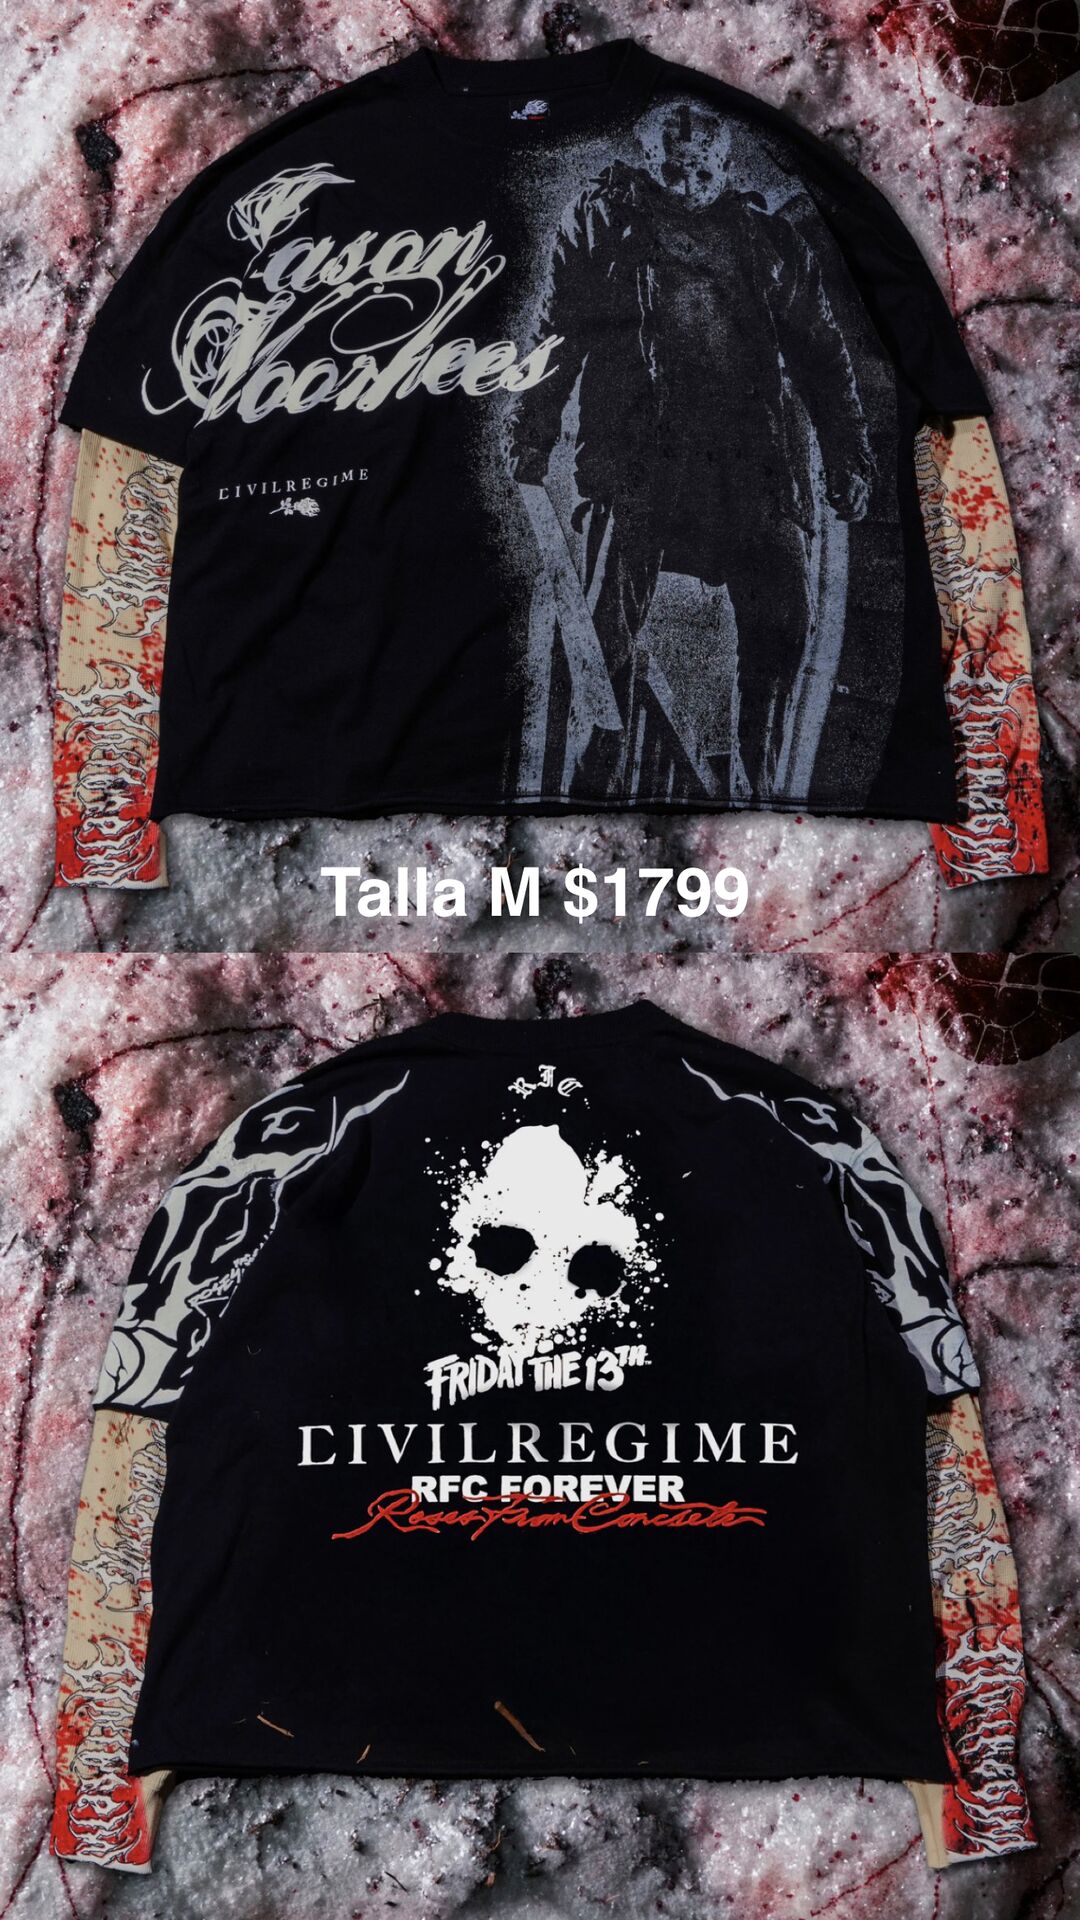 Jason
Voorhees
CIVILREGIME
Talla M $1799
RFC
FRIDAY THE 13TH
CIVILREGIME
RFC FOREVER
Roses From Concrete